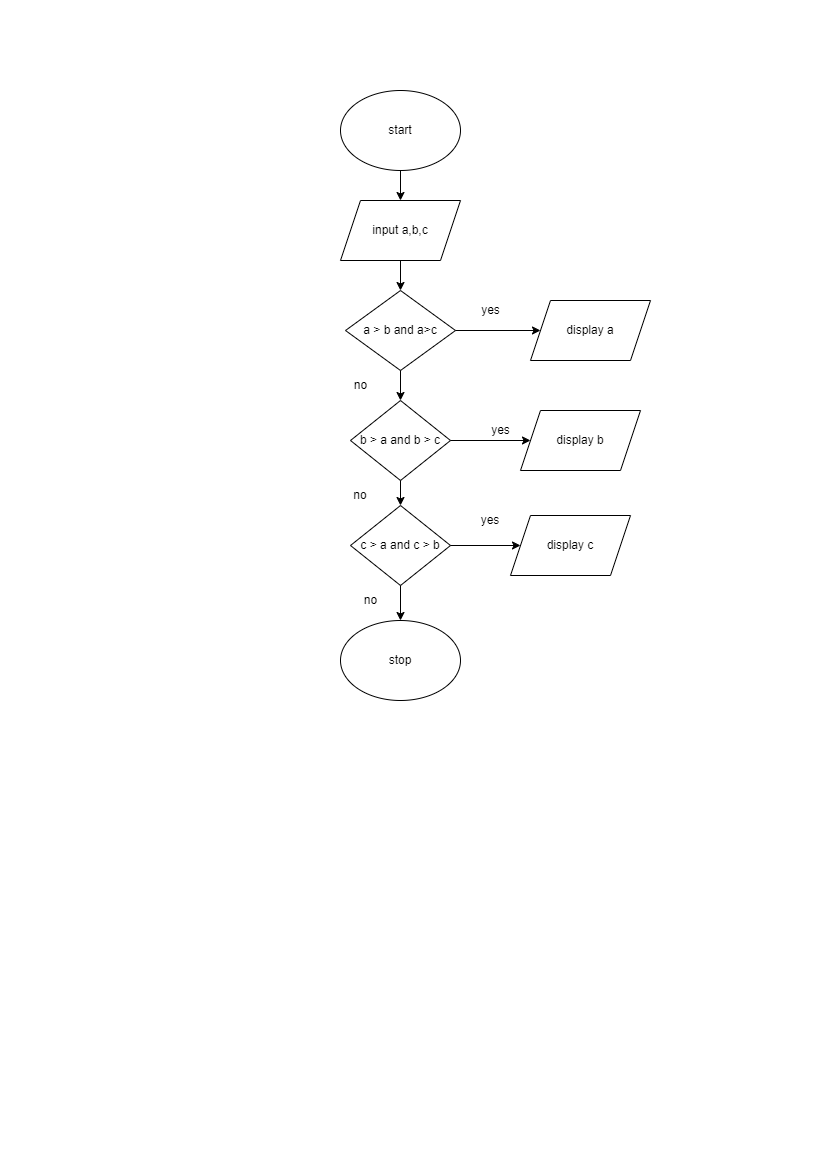 start
input a,b,c
yes
a > b and a>c
display a
no
yes
b > a and b > c
display b
no
yes
c > a and c > b
display c
no
stop